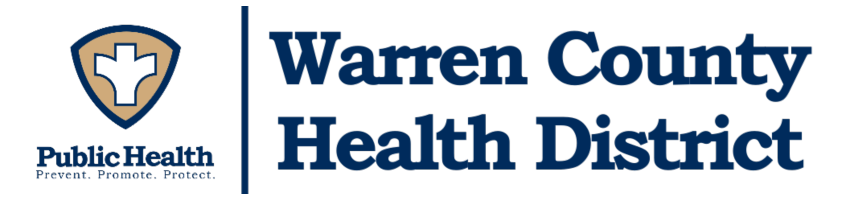 Public Health
Prevent. Promote. Protect.
Warren County
Health District